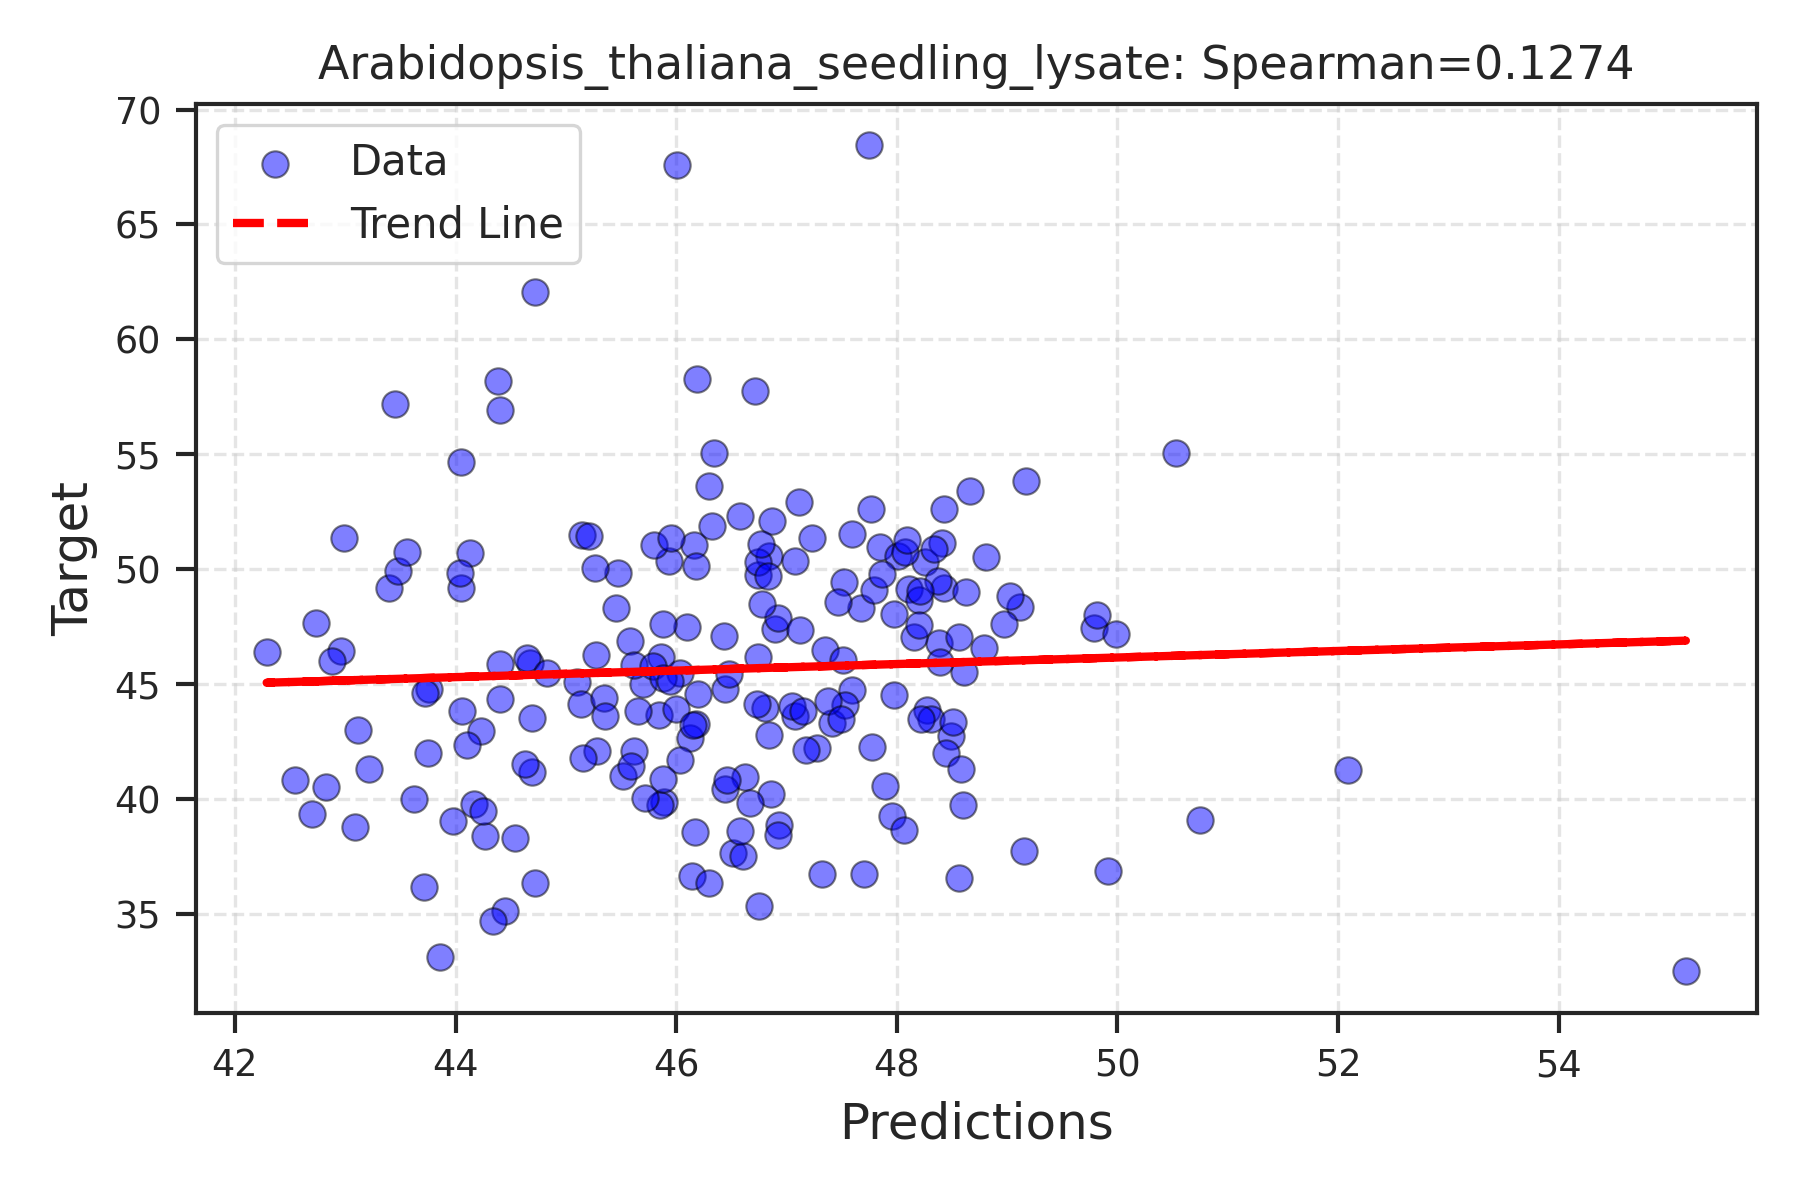 Arabidopsis_thaliana_seedling_lysate: Spearman=0.1274
70
65
60
55
50
45
40
35
Target
Data
Trend Line
42 44 46 48 50 52 54
Predictions